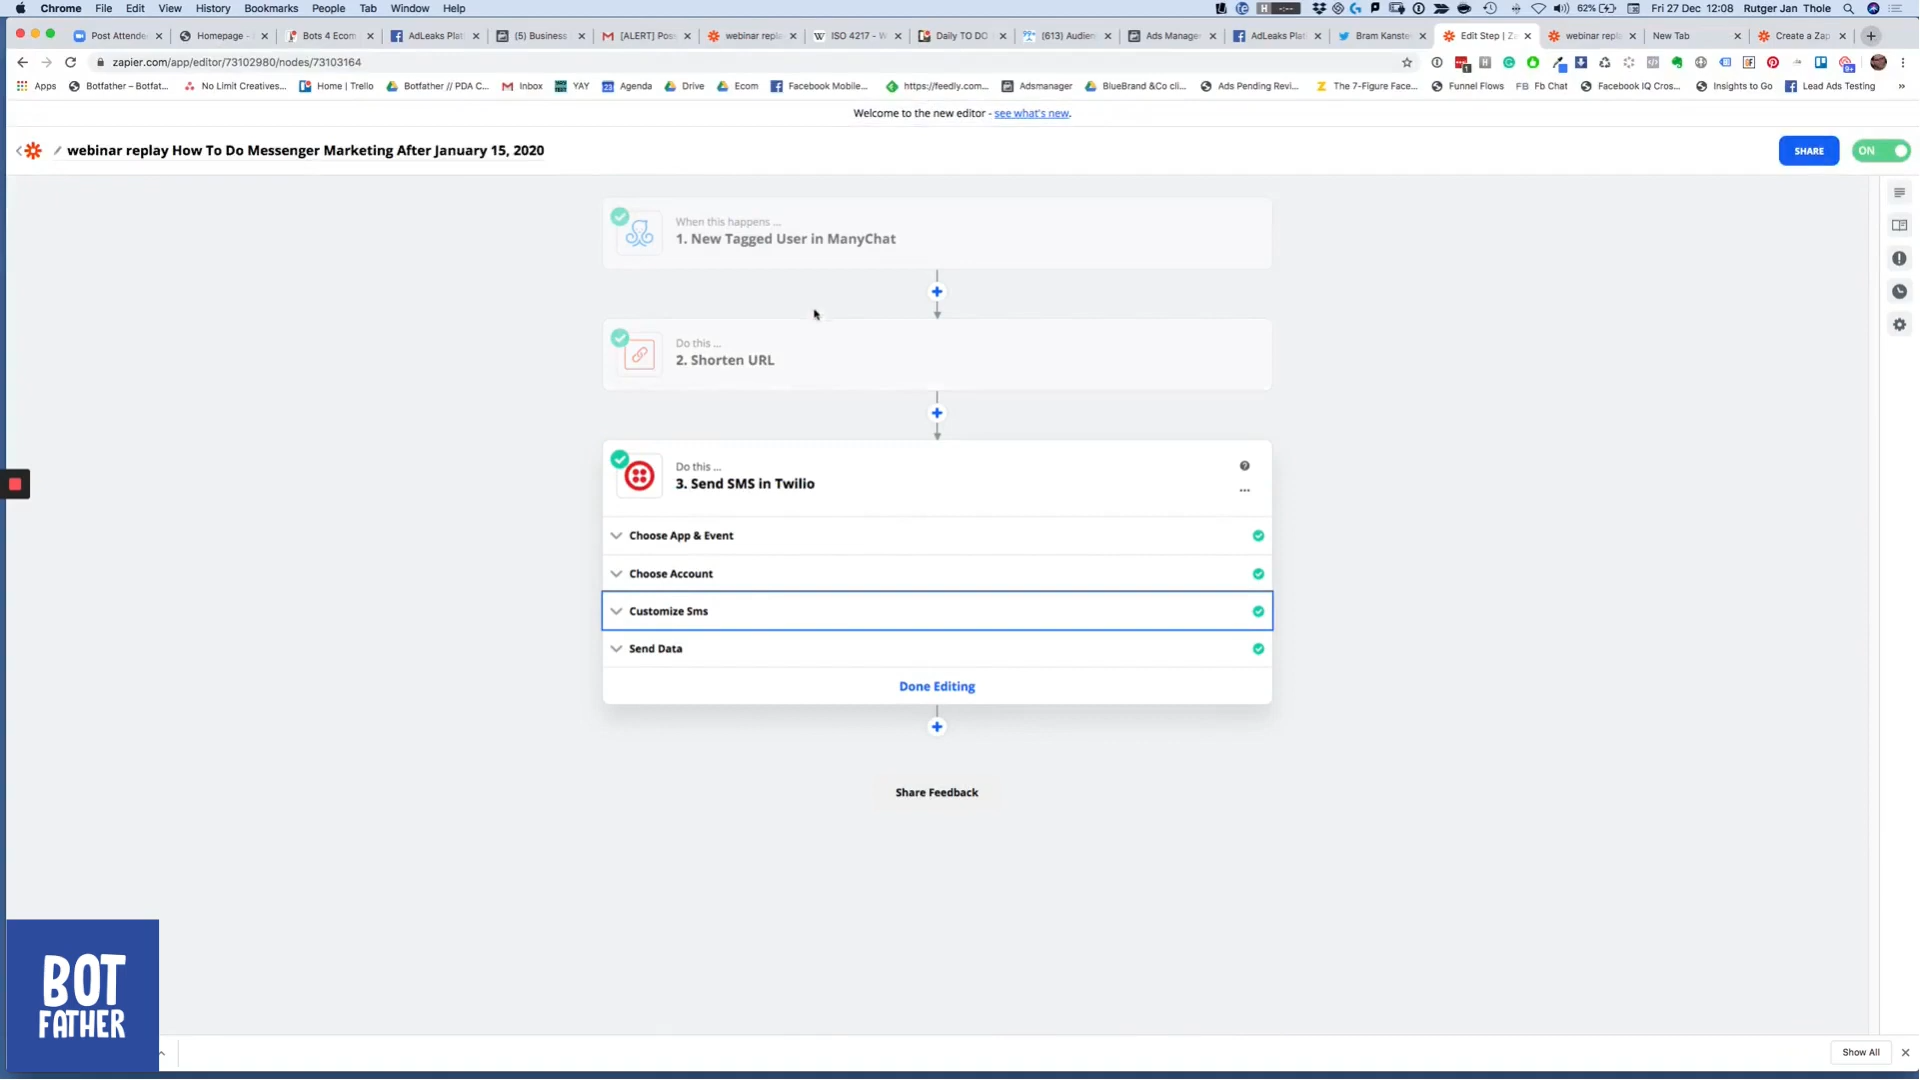 Chrome File Edit View History Bookmarks People Tab Window Help 62% Fri 27 Dec 12:08 Rutger Jan Thole
Post Attende Homepage - Bots 4 Ecom AdLeaks Plat (5) Business [ALERT] Pos webinar repl ISO 4217 - W Daily TO DO (613) Audien Ads Manage AdLeaks Plat Bram Kanste Edit Step | Za webinar repl New Tab Create a Zap
zapier.com/app/editor/73102980/nodes/73103164
Apps Botfather – Botfat... No Limit Creatives... Home | Trello Botfather // PDA C... Inbox YAY Agenda Drive Ecom Facebook Mobile... https://feedly.com... Adsmanager BlueBrand &Co cli... Ads Pending Revi... The 7-Figure Face... Funnel Flows FB Fb Chat Facebook IQ Cros... Insights to Go Lead Ads Testing »
Welcome to the new editor - see what's new.
webinar replay How To Do Messenger Marketing After January 15, 2020
SHARE
ON
When this happens ...
1. New Tagged User in ManyChat
Do this ...
2. Shorten URL
Do this ...
3. Send SMS in Twilio
Choose App & Event
Choose Account
Customize Sms
Send Data
Done Editing
Share Feedback
BOT
FATHER
Show All